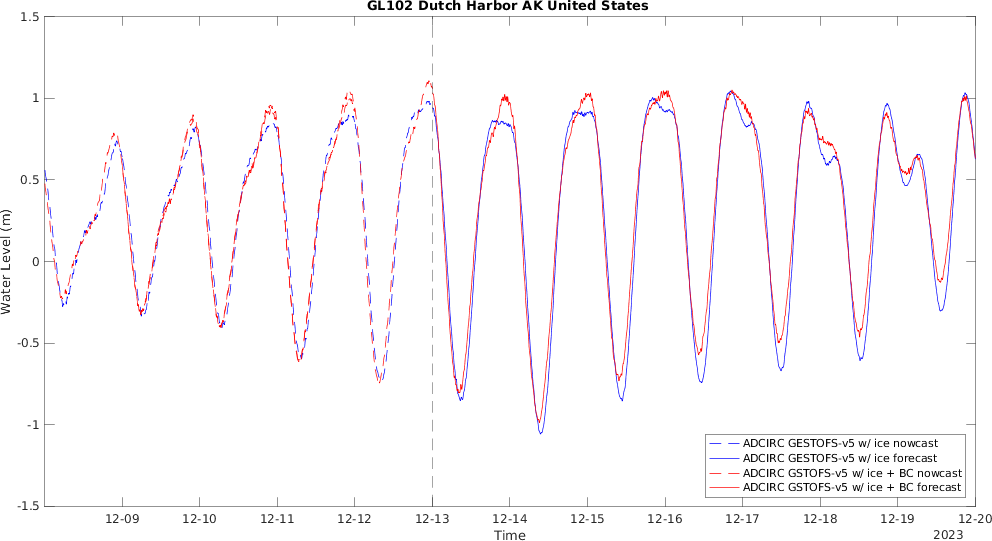 GL102 Dutch Harbor AK United States
1.5
1
0.5
0
-0.5
-1
-1.5
Water Level (m)
ADCIRC GESTOFS-v5 w/ ice nowcast
ADCIRC GESTOFS-v5 w/ ice forecast
ADCIRC GSTOFS-v5 w/ ice + BC nowcast
ADCIRC GSTOFS-v5 w/ ice + BC forecast
12-09 12-10 12-11 12-12 12-13 12-14 12-15 12-16 12-17 12-18 12-19 12-20
Time
2023